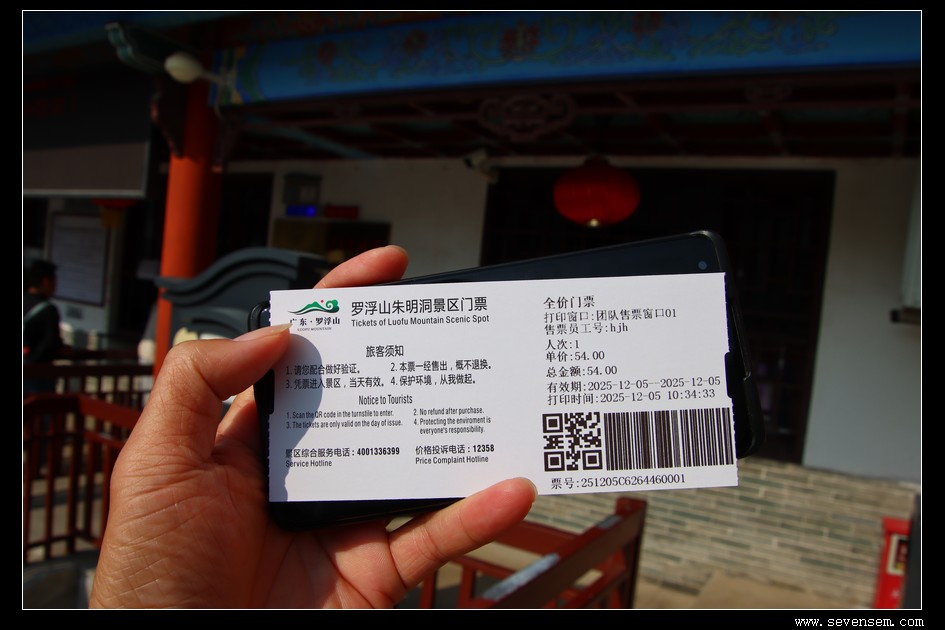 广东·罗浮山
LUOFU MOUNTAIN
罗浮山朱明洞景区门票
Tickets of Luofu Mountain Scenic Spot
旅客须知
1. 请您配合做好验证。
2. 本票一经售出，概不退换。
3. 凭票进入景区，当天有效。
4. 保护环境，从我做起。
Notice to Tourists
1. Scan the QR code in the turnstile to enter.
2. No refund after purchase.
3. The tickets are only valid on the day of issue.
4. Protecting the enviroment is
everyone's responsibility.
景区综合服务电话：4001336399
Service Hotline
价格投诉电话：12358
Price Complaint Hotline
全价门票
打印窗口:团队售票窗口01
售票员工号:hjh
人次:1
单价:54.00
总金额:54.00
有效期:2025-12-05--2025-12-05
打印时间:2025-12-05 10:34:33
票号:251205C6264460001
www.sevensem.com